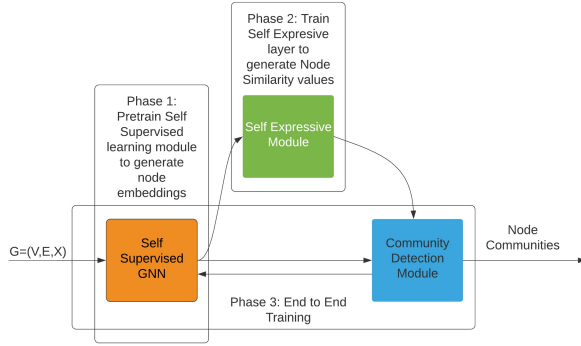 Phase 2: Train
Self Expresive
layer to
generate Node
Similarity values
Phase 1:
Pretrain Self
Supervised
learning module
to generate
node
embeddings
Self Expressive
Module
G=(V,E,X)
Self
Supervised
GNN
Community
Detection
Module
Node
Communities
Phase 3: End to End
Training